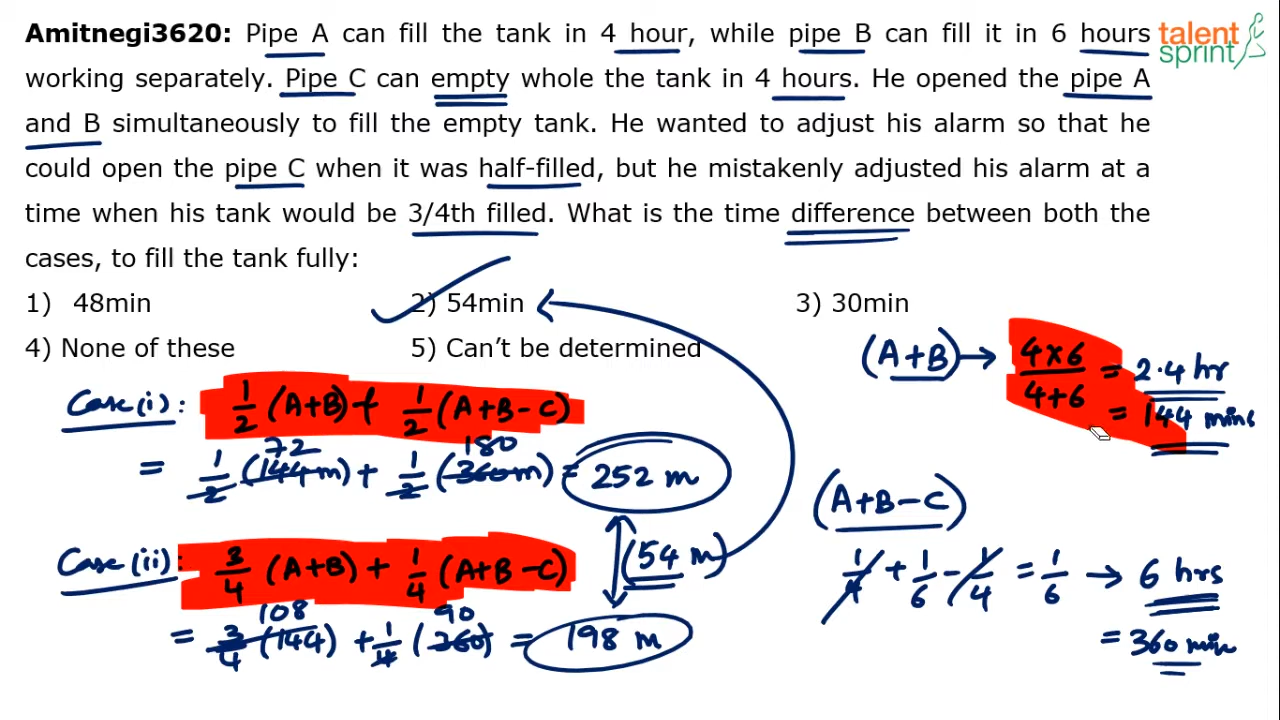 Amitnegi3620: Pipe A can fill the tank in 4 hour, while pipe B can fill it in 6 hours
talent
sprint
working separately. Pipe C can empty whole the tank in 4 hours. He opened the pipe A
and B simultaneously to fill the empty tank. He wanted to adjust his alarm so that he
could open the pipe C when it was half-filled, but he mistakenly adjusted his alarm at a
time when his tank would be 3/4th filled. What is the time difference between both the
cases, to fill the tank fully:
1) 48min 2) 54min 3) 30min
4) None of these 5) Can't be determined
(A+B) → 4×6/4+6 = 2.4 hr
= 144 mins
Case(i): 1/2 (A+B) + 1/2 (A+B-C)
72 180
= 1/2 (144m) + 1/2 (360m) = 252 m
(54 m)
Case(ii): 3/4 (A+B) + 1/4 (A+B-C)
108 90
= 3/4 (144) + 1/4 (360) = 198 m
(A+B-C)
1/4 + 1/6 - 1/4 = 1/6 → 6 hrs
= 360 min